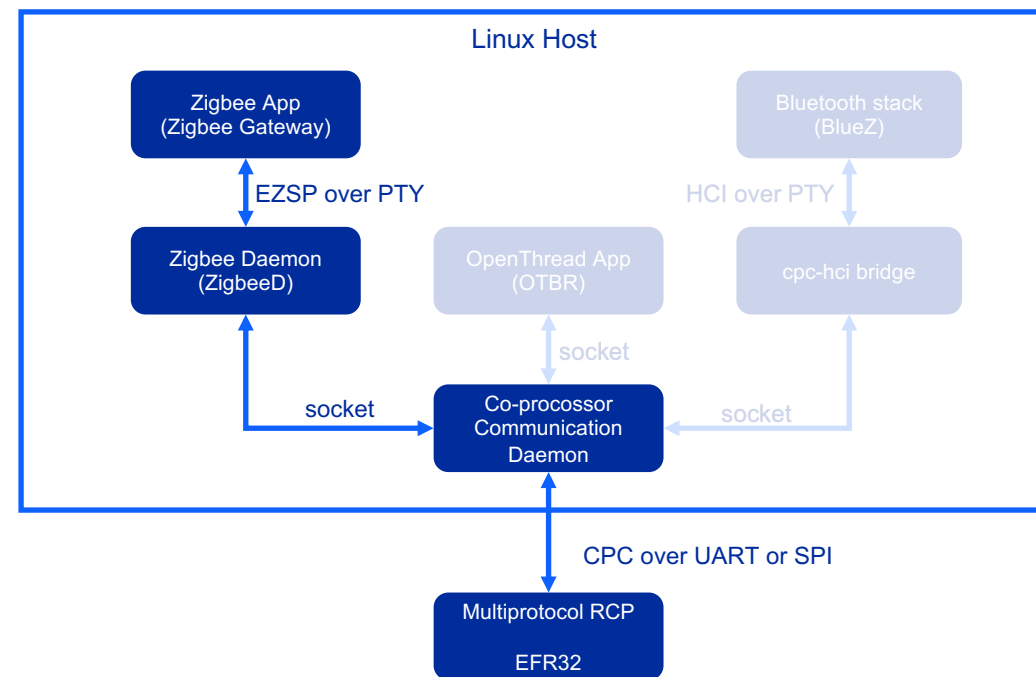 Linux Host
Zigbee App
(Zigbee Gateway)
Bluetooth stack
(BlueZ)
EZSP over PTY
HCI over PTY
Zigbee Daemon
(ZigbeeD)
OpenThread App
(OTBR)
cpc-hci bridge
socket
socket
Co-procossor
Communication
Daemon
socket
CPC over UART or SPI
Multiprotocol RCP
EFR32